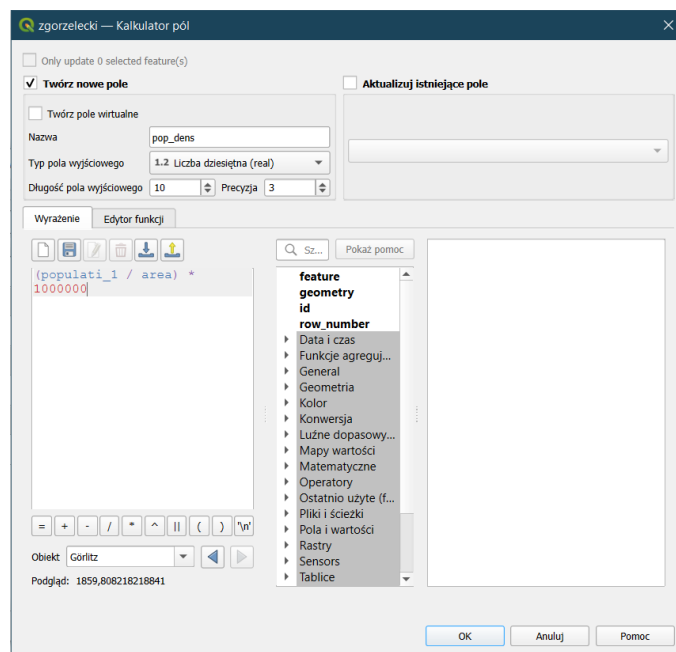 zgorzelecki — Kalkulator pól
Only update 0 selected feature(s)
Twórz nowe pole
Aktualizuj istniejące pole
Twórz pole wirtualne
Nazwa pop_dens
Typ pola wyjściowego 1.2 Liczba dziesiętna (real)
Długość pola wyjściowego 10 Precyzja 3
Wyrażenie Edytor funkcji
(populati_1 / area) *
1000000
= + - / * ^ || ( ) '\n'
Obiekt Görlitz
Podgląd: 1859,808218218841
Sz... Pokaż pomoc
feature
geometry
id
row_number
Data i czas
Funkcje agreguj...
General
Geometria
Kolor
Konwersja
Luźne dopasowy...
Mapy wartości
Matematyczne
Operatory
Ostatnio użyte (f...
Pliki i ścieżki
Pola i wartości
Rastry
Sensors
Tablice
OK Anuluj Pomoc